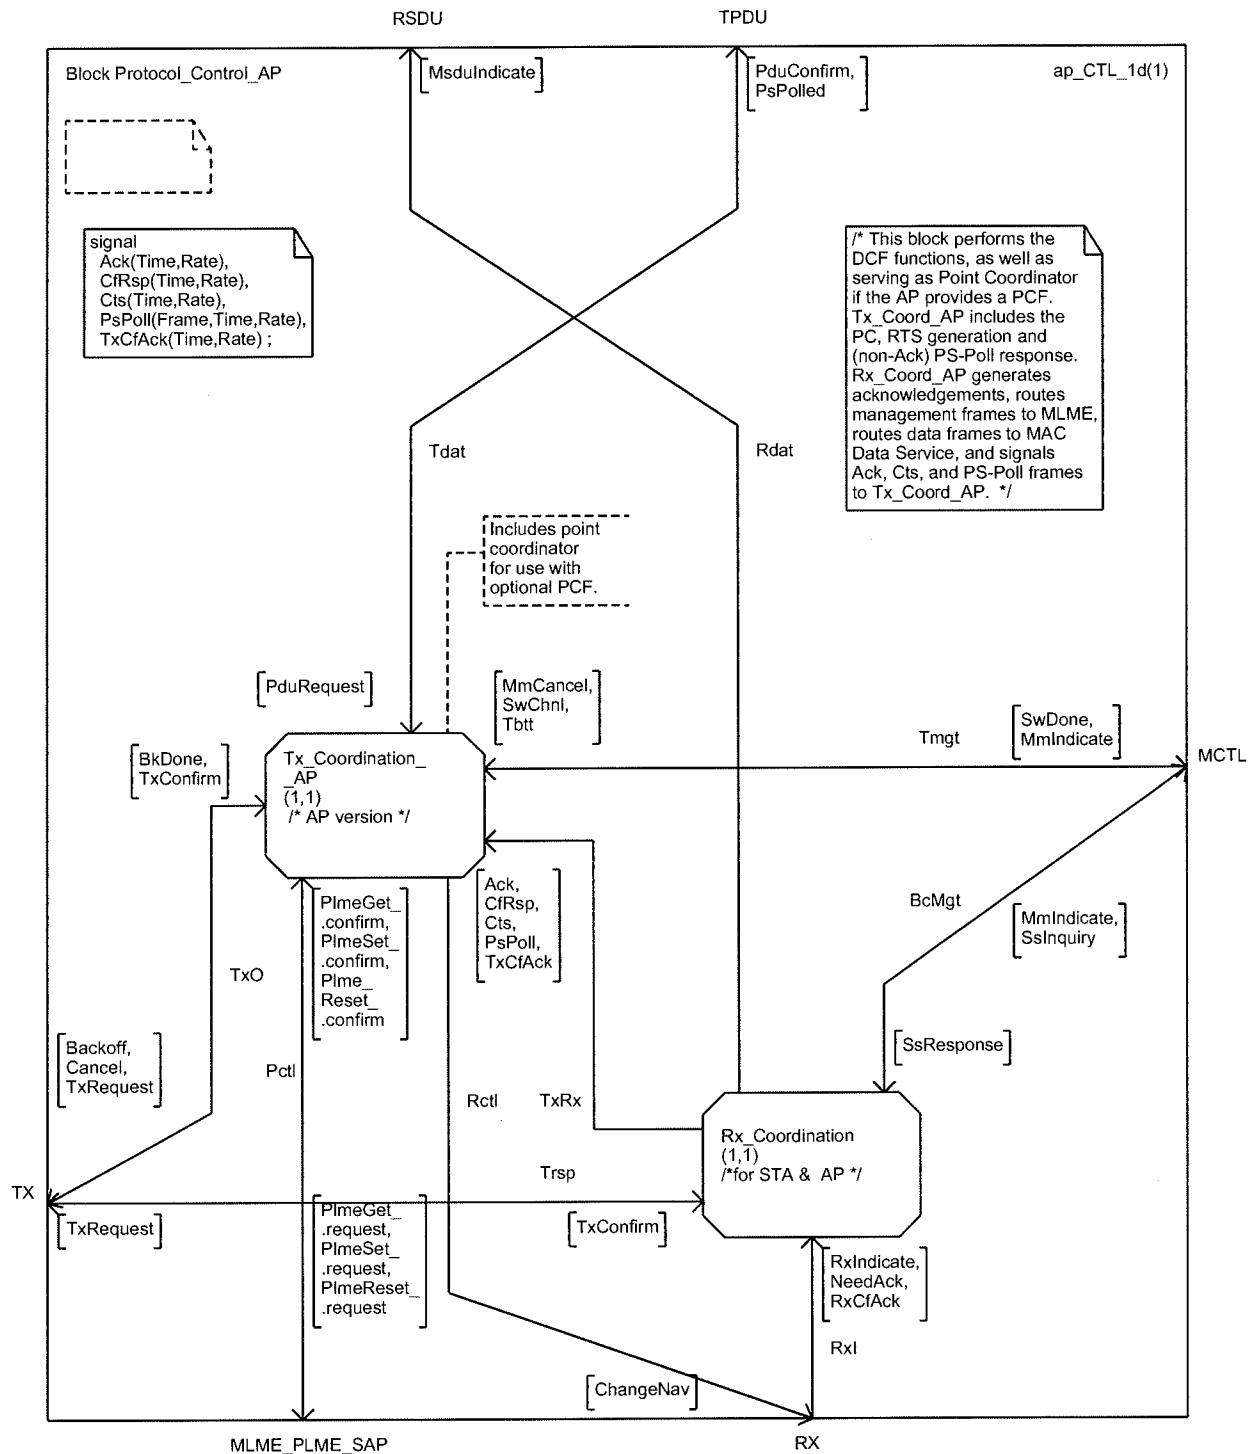 RSDU
TPDU
Block Protocol_Control_AP
MsduIndicate
PduConfirm,
PsPolled
ap_CTL_1d(1)
signal
Ack(Time,Rate),
CfRsp(Time,Rate),
Cts(Time,Rate),
PsPoll(Frame,Time,Rate),
TxCfAck(Time,Rate) ;
/* This block performs the
DCF functions, as well as
serving as Point Coordinator
if the AP provides a PCF.
Tx_Coord_AP includes the
PC, RTS generation and
(non-Ack) PS-Poll response.
Rx_Coord_AP generates
acknowledgements, routes
management frames to MLME,
routes data frames to MAC
Data Service, and signals
Ack, Cts, and PS-Poll frames
to Tx_Coord_AP. */
Tdat
Rdat
Includes point
coordinator
for use with
optional PCF.
PduRequest
MmCancel,
SwChnl,
Tbtt
SwDone,
MmIndicate
Tmgt
MCTL
BkDone,
TxConfirm
Tx_Coordination_
_AP
(1,1)
/* AP version */
PlmeGet_
.confirm,
PlmeSet_
.confirm,
Plme_
Reset_
.confirm
Ack,
CfRsp,
Cts,
PsPoll,
TxCfAck
BcMgt
MmIndicate,
SsInquiry
TxO
Backoff,
Cancel,
TxRequest
Pctl
Rctl
TxRx
SsResponse
Rx_Coordination
(1,1)
/*for STA & AP */
Trsp
TX
TxRequest
PlmeGet_
.request,
PlmeSet_
.request,
PlmeReset_
.request
TxConfirm
RxIndicate,
NeedAck,
RxCfAck
RxI
ChangeNav
MLME_PLME_SAP
RX